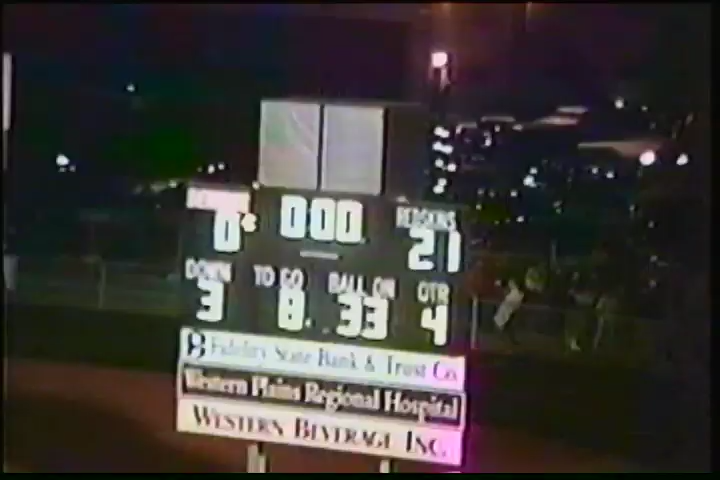 REDSKINS
0 000 21
DOWN TO GO BALL ON QTR
3 8 33 4
Fidelity State Bank & Trust Co
Western Plains Regional Hospital
WESTERN BEVERAGE INC.